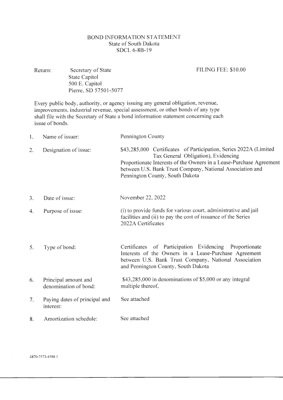 BOND INFORMATION STATEMENT
State of South Dakota
SDCL 6-8B-19
Return: Secretary of State FILING FEE: $10.00
State Capitol
500 E. Capitol
Pierre, SD 57501-5077
Every public body, authority, or agency issuing any general obligation, revenue,
improvements, industrial revenue, special assessment, or other bonds of any type
shall file with the Secretary of State a bond information statement concerning each
issue of bonds.
1. Name of issuer: Pennington County
2. Designation of issue: $43,285,000 Certificates of Participation, Series 2022A (Limited
Tax General Obligation), Evidencing
Proportionate Interests of the Owners in a Lease-Purchase Agreement
between U.S. Bank Trust Company, National Association and
Pennington County, South Dakota
3. Date of issue: November 22, 2022
4. Purpose of issue: (i) to provide funds for various court, administrative and jail
facilities and (ii) to pay the cost of issuance of the Series
2022A Certificates
5. Type of bond: Certificates of Participation Evidencing Proportionate
Interests of the Owners in a Lease-Purchase Agreement
between U.S. Bank Trust Company, National Association
and Pennington County, South Dakota
6. Principal amount and $43,285,000 in denominations of $5,000 or any integral
denomination of bond: multiple thereof.
7. Paying dates of principal and See attached
interest:
8. Amortization schedule: See attached